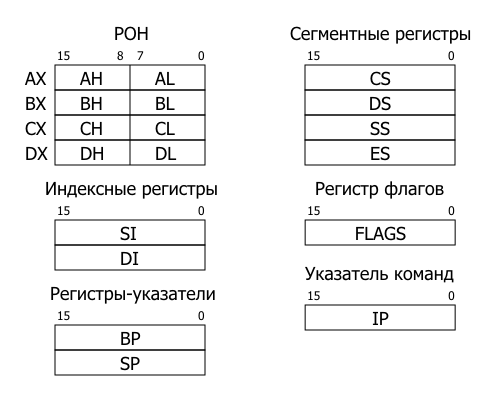 РОН
15 8 7 0
AX AH AL
BX BH BL
CX CH CL
DX DH DL
Индексные регистры
15 0
SI
DI
Регистры-указатели
15 0
BP
SP
Сегментные регистры
15 0
CS
DS
SS
ES
Регистр флагов
15 0
FLAGS
Указатель команд
15 0
IP